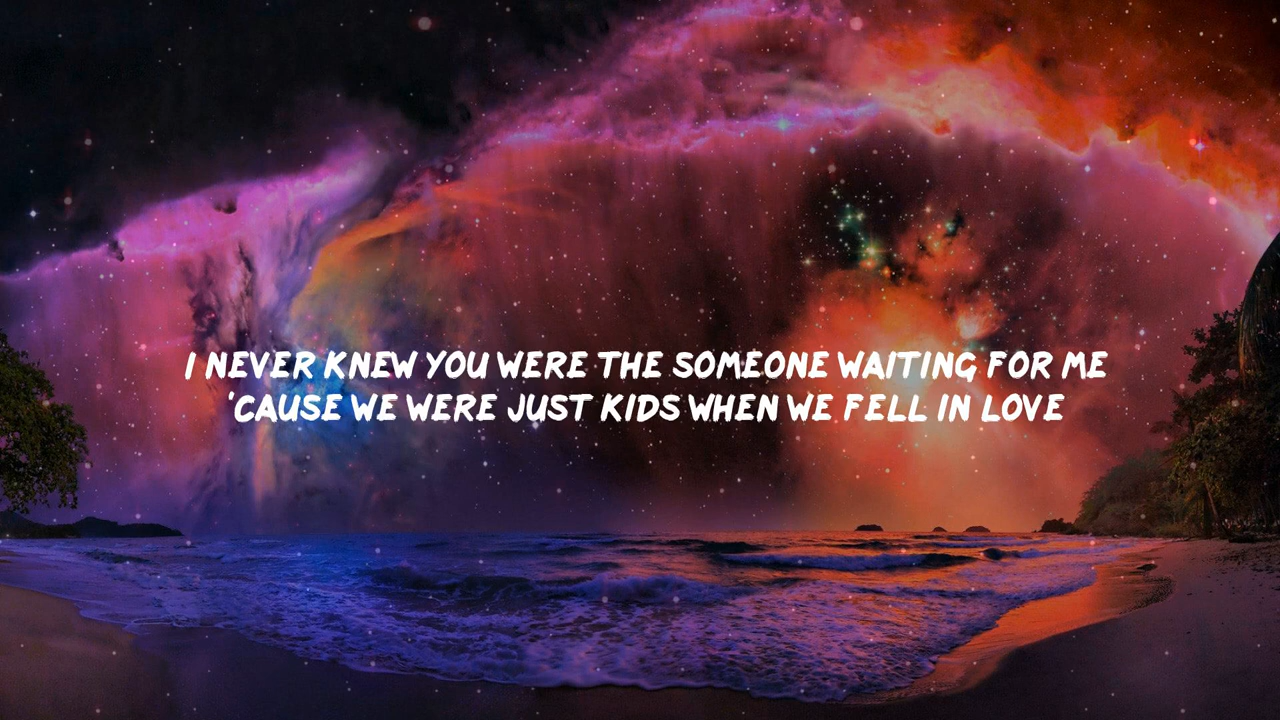 I NEVER KNEW YOU WERE THE SOMEONE WAITING FOR ME
'CAUSE WE WERE JUST KIDS WHEN WE FELL IN LOVE